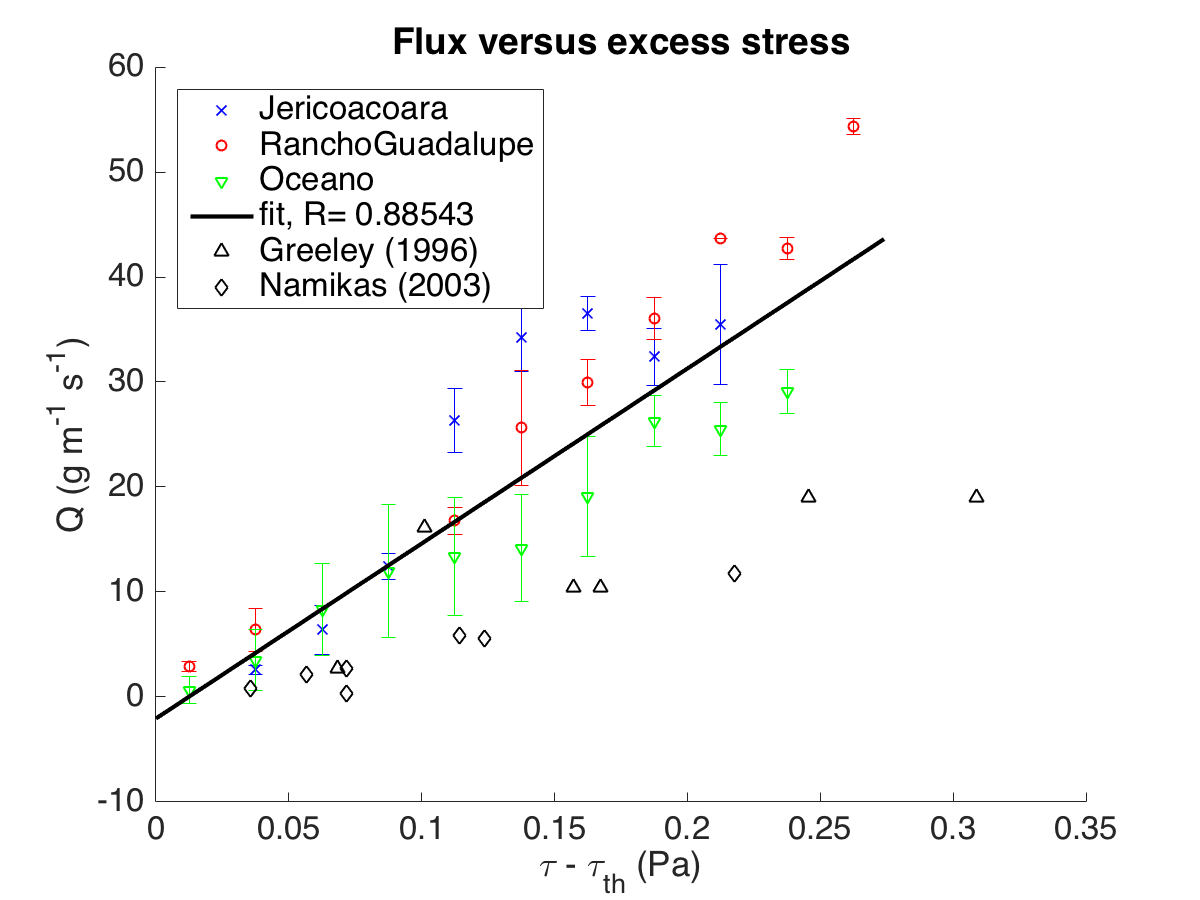 Flux versus excess stress
60
50
40
30
20
10
0
-10
Q (g m⁻¹ s⁻¹)
Jericoacoara
RanchoGuadalupe
Oceano
fit, R= 0.88543
Greeley (1996)
Namikas (2003)
0 0.05 0.1 0.15 0.2 0.25 0.3 0.35
τ - τth (Pa)